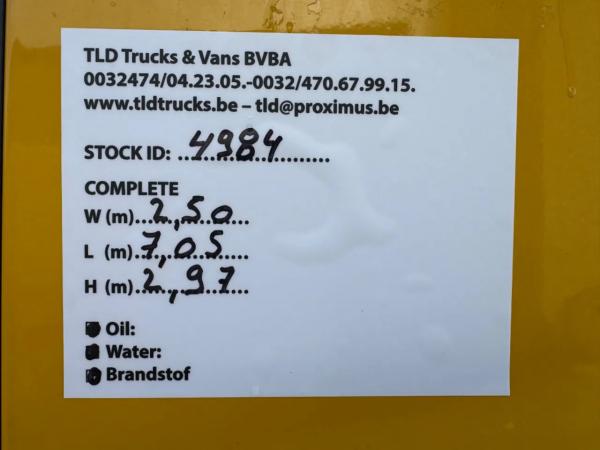 TLD Trucks & Vans BVBA
0032474/04.23.05.-0032/470.67.99.15.
www.tldtrucks.be – tld@proximus.be
STOCK ID: 4984
COMPLETE
W (m) 2,50
L (m) 7,05
H (m) 2,97
Oil:
Water:
Brandstof